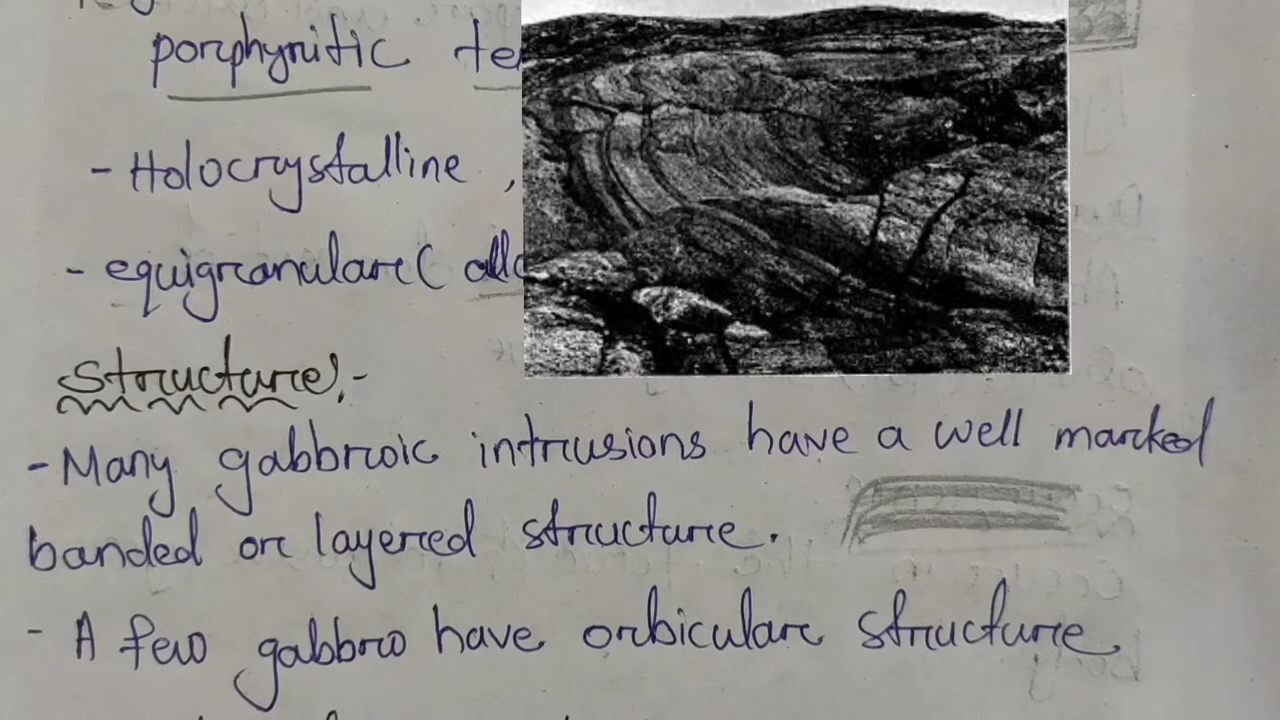 porphyritic
- Holocrystalline ,
- equigranular (
Structure:-
- Many gabbroic intrusions have a well marked
banded or layered structure.
- A few gabbro have orbicular structure